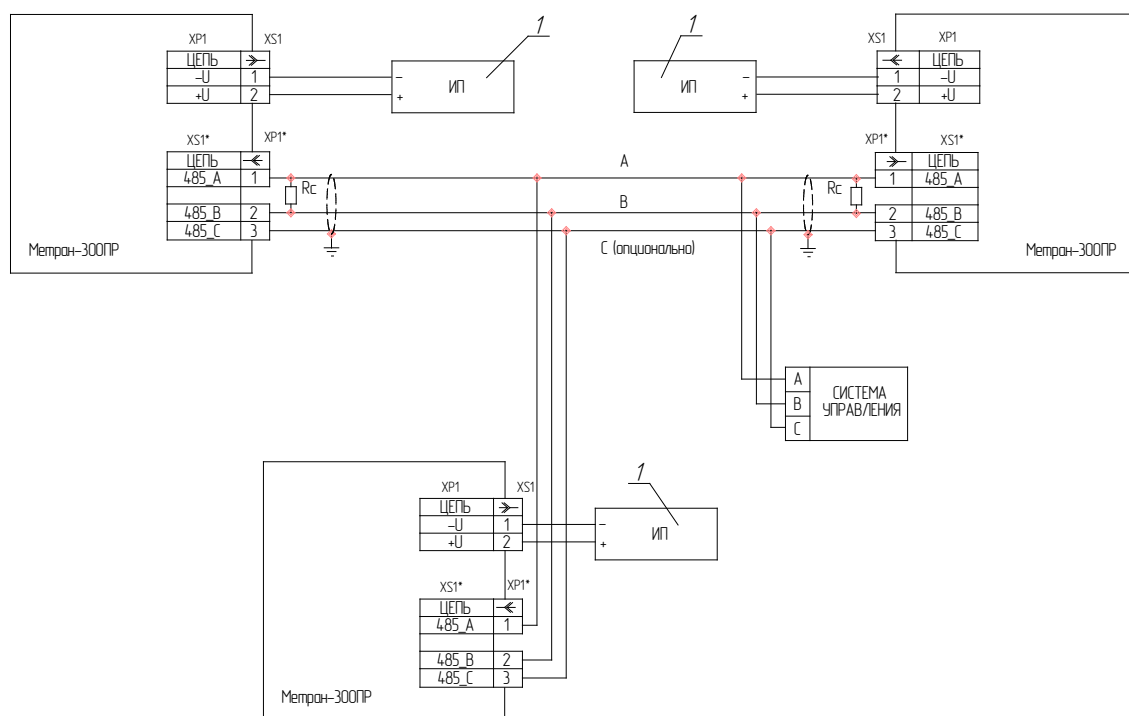 1
1
XP1 XS1
ЦЕПЬ
–U 1
+U 2
– ИП
+
XS1 XP1
ЦЕПЬ
1 –U
2 +U
ИП –
+
XS1* XP1*
ЦЕПЬ
485_A 1
485_B 2
485_C 3
Rc
A
B
C (опционально)
Rc
XP1* XS1*
ЦЕПЬ
1 485_A
2 485_B
3 485_C
Метран-300ПР
Метран-300ПР
A
B
C
СИСТЕМА
УПРАВЛЕНИЯ
1
XP1 XS1
ЦЕПЬ
–U 1
+U 2
– ИП
+
XS1* XP1*
ЦЕПЬ
485_A 1
485_B 2
485_C 3
Метран-300ПР